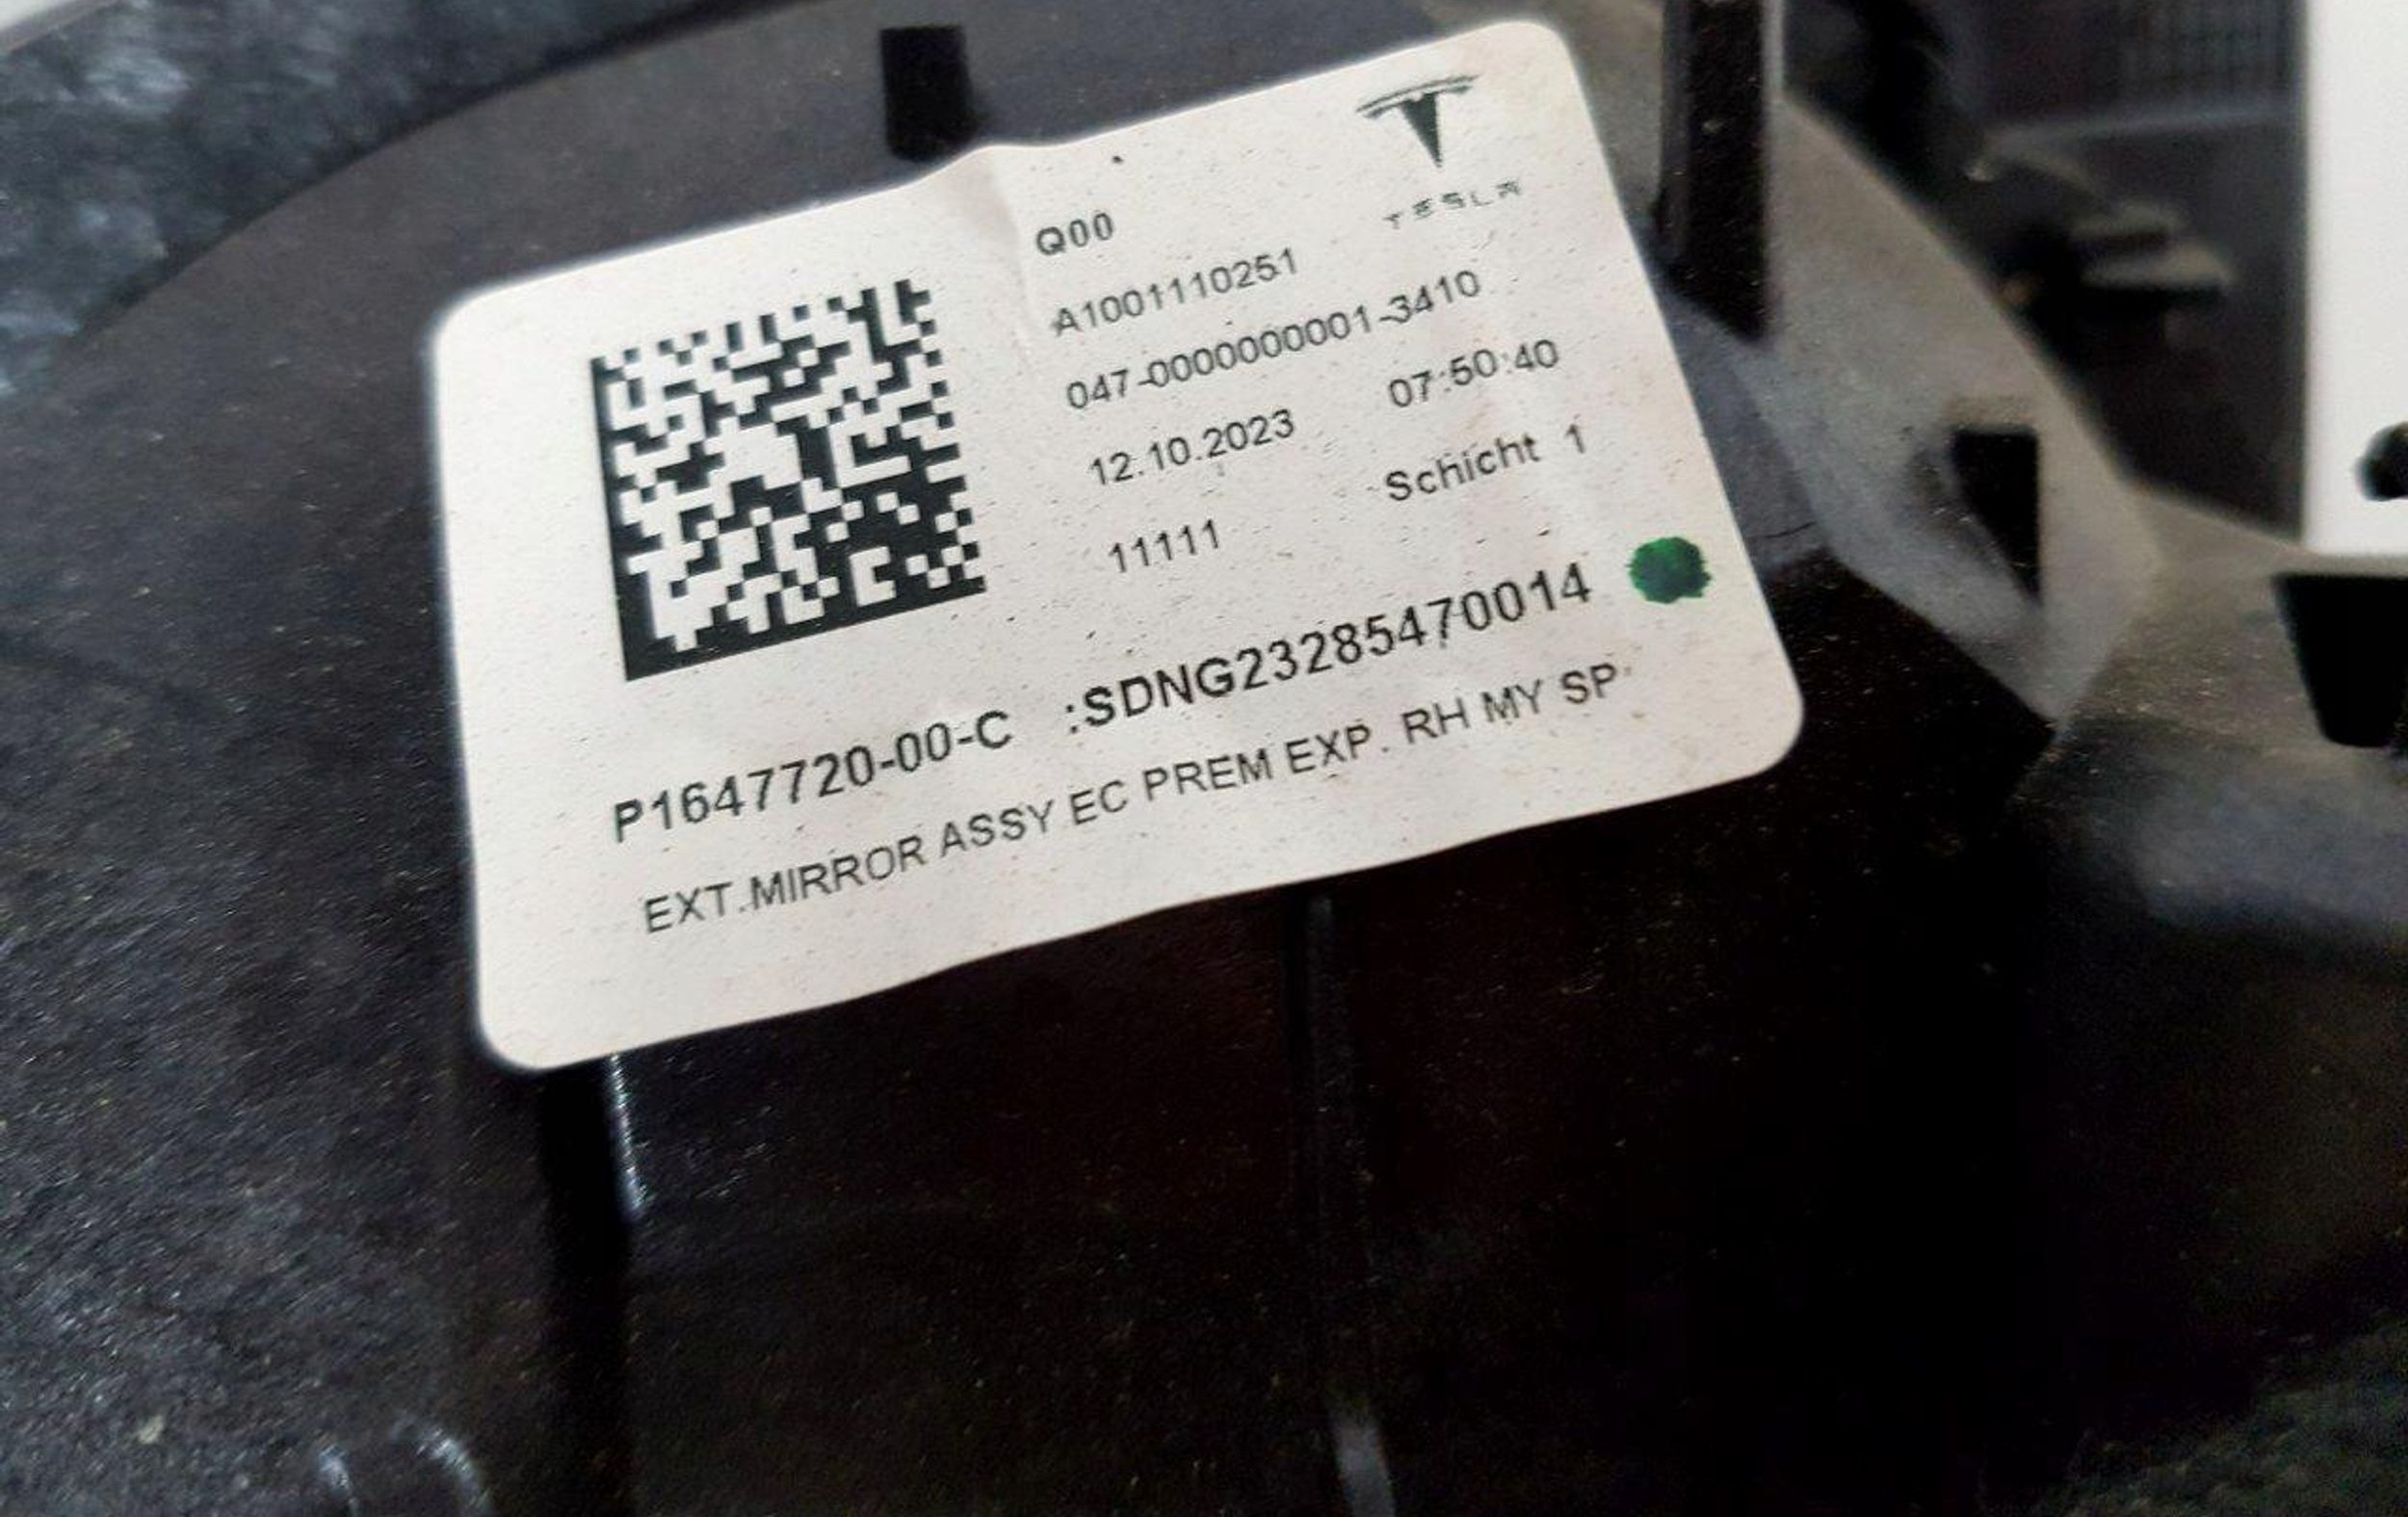 TESLA
Q00
A1001110251
047-0000000001-3410
12.10.2023 07:50:40
11111 Schicht 1
P1647720-00-C :SDNG23285470014
EXT.MIRROR ASSY EC PREM EXP. RH MY SP